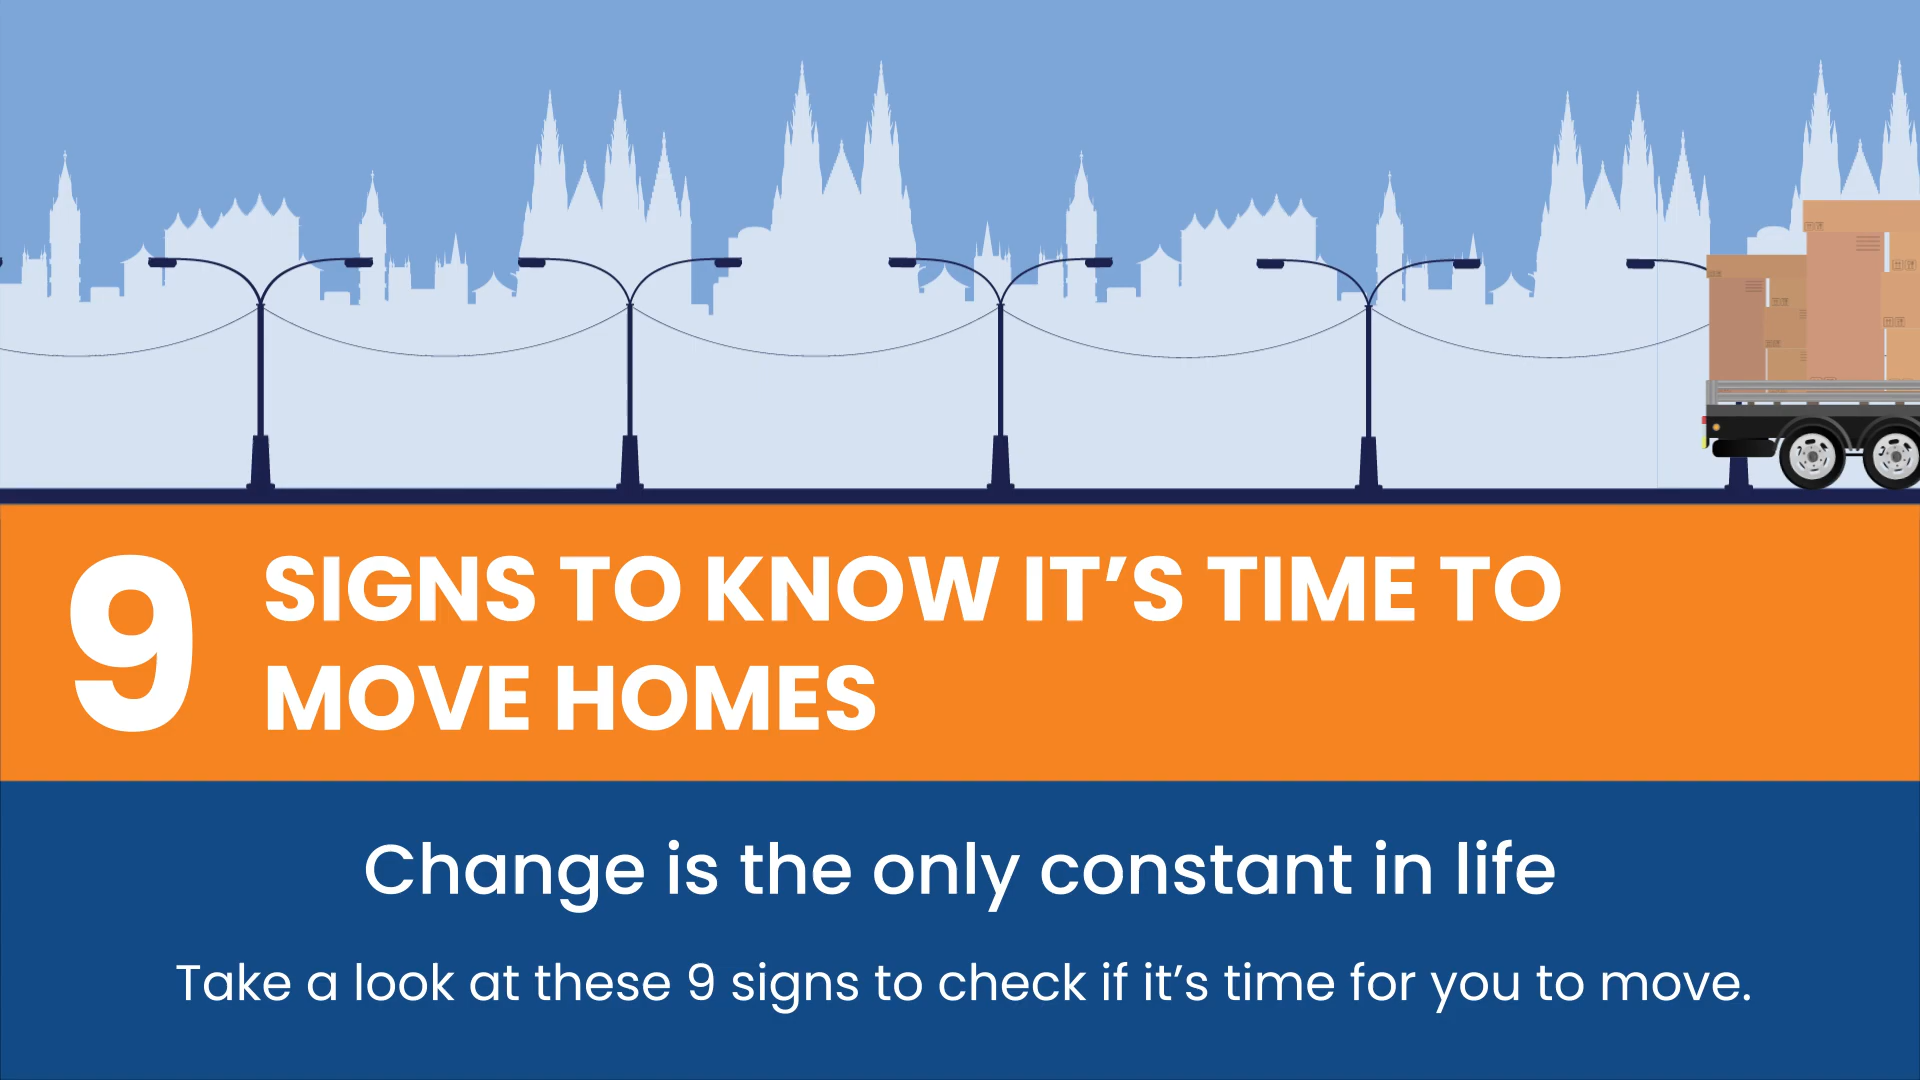 9 SIGNS TO KNOW IT’S TIME TO
MOVE HOMES
Change is the only constant in life
Take a look at these 9 signs to check if it’s time for you to move.